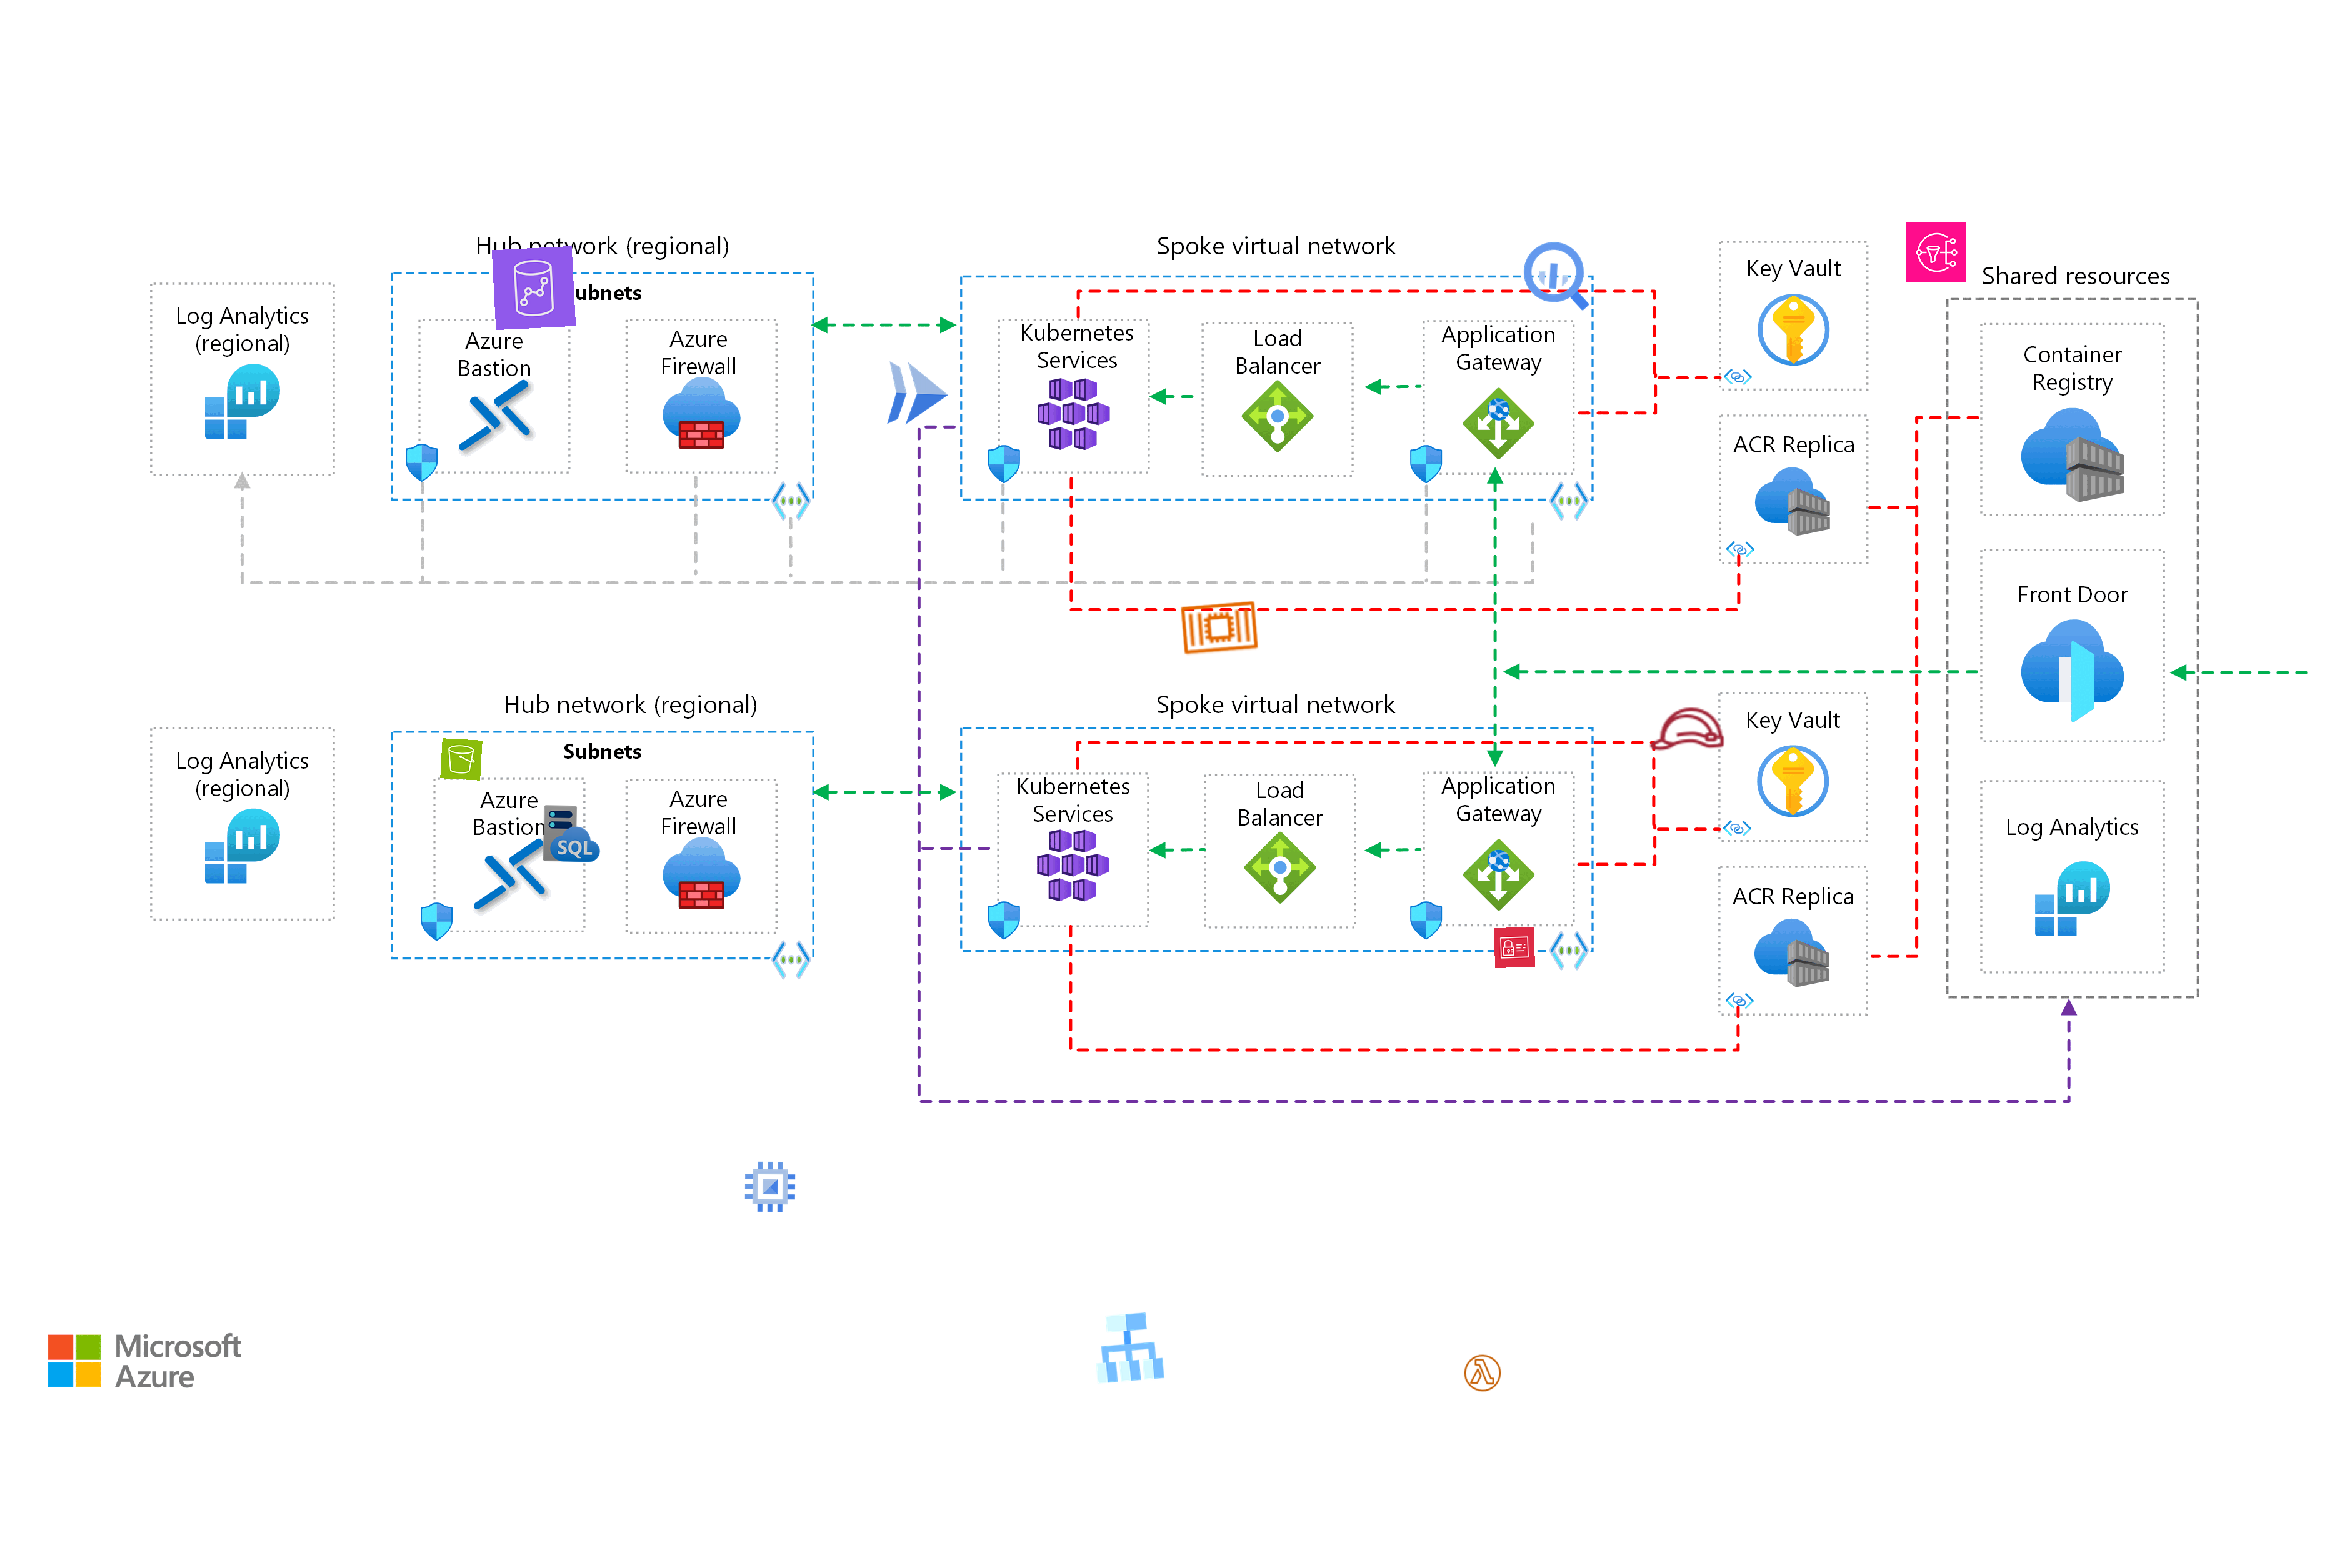 Hub network (regional)
Spoke virtual network
Shared resources
Log Analytics
(regional)
ubnets
Azure
Bastion
Azure
Firewall
Kubernetes
Services
Load
Balancer
Application
Gateway
Key Vault
ACR Replica
Container
Registry
Front Door
Log Analytics
Hub network (regional)
Spoke virtual network
Log Analytics
(regional)
Subnets
Azure
Bastion
SQL
Azure
Firewall
Kubernetes
Services
Load
Balancer
Application
Gateway
Key Vault
ACR Replica
Microsoft
Azure